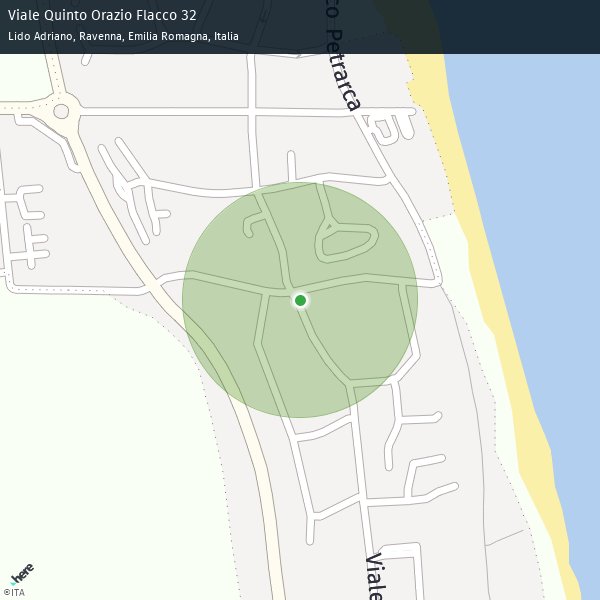 Viale Quinto Orazio Flacco 32
Lido Adriano, Ravenna, Emilia Romagna, Italia
co Petrarca
Viale
here
©ITA